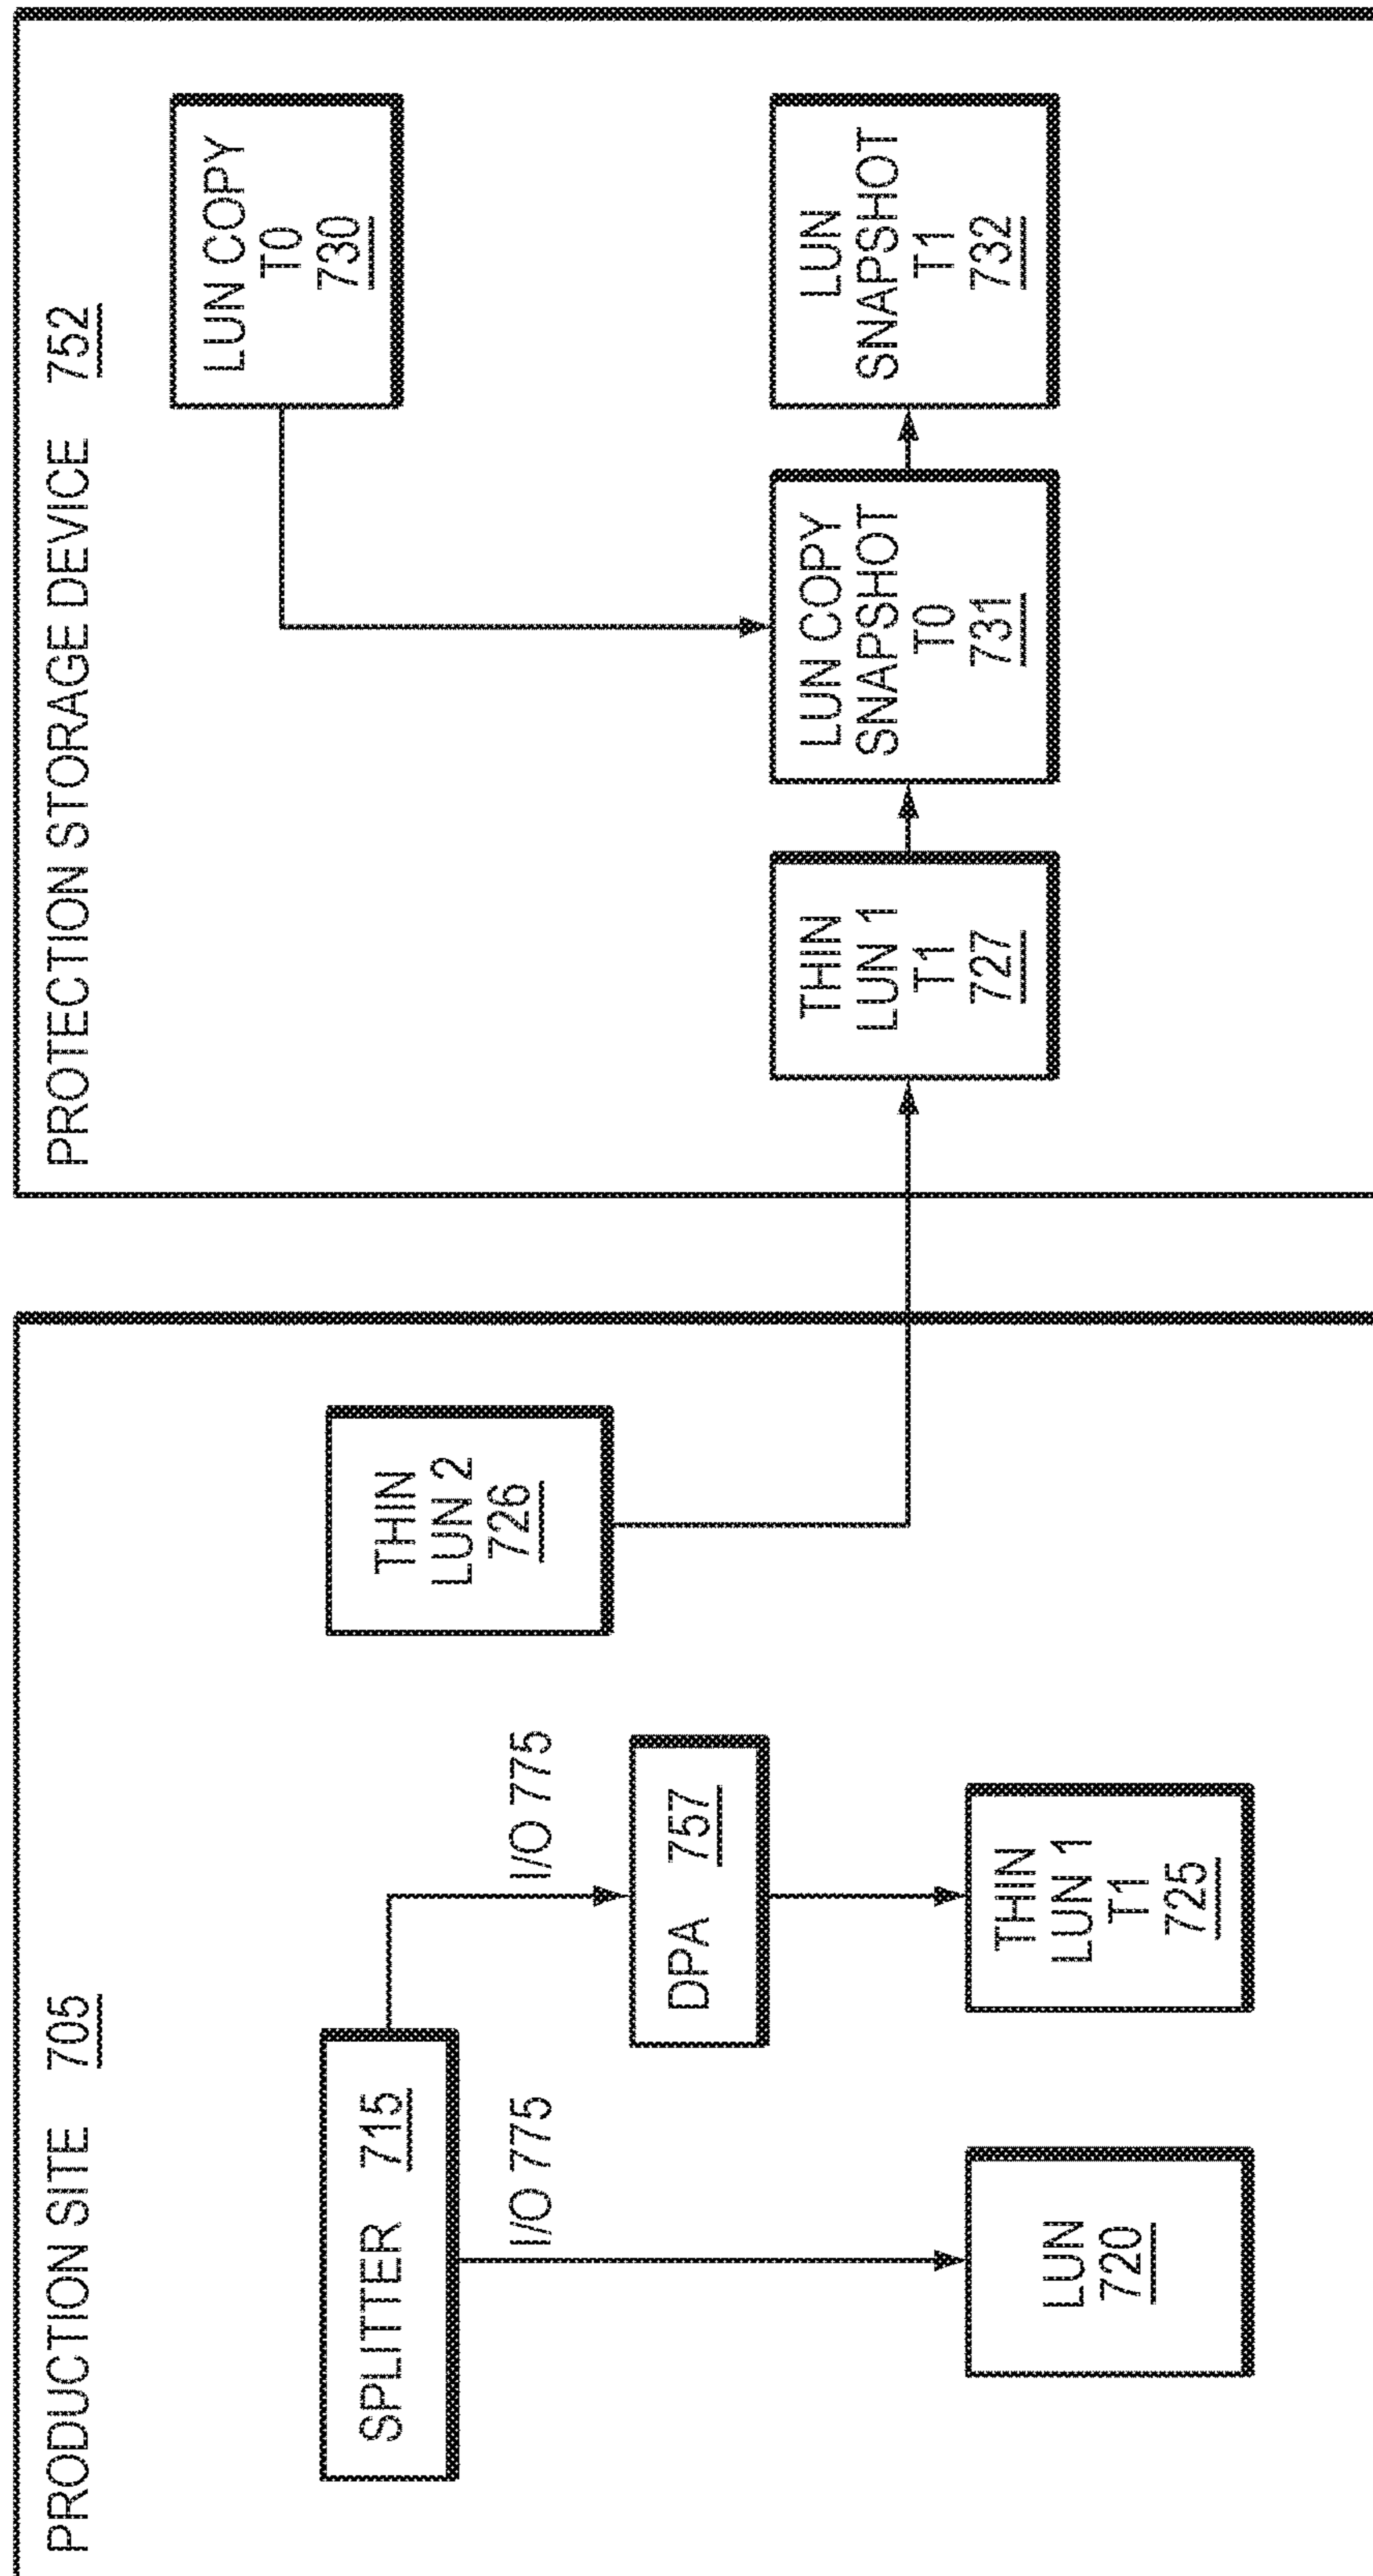 PRODUCTION SITE 705
SPLITTER 715
I/O 775
I/O 775
DPA 757
LUN
720
THIN
LUN 1
T1
725
THIN
LUN 2
726
PROTECTION STORAGE DEVICE 752
LUN COPY
T0
730
THIN
LUN 1
T1
727
LUN COPY
SNAPSHOT
T0
731
LUN
SNAPSHOT
T1
732